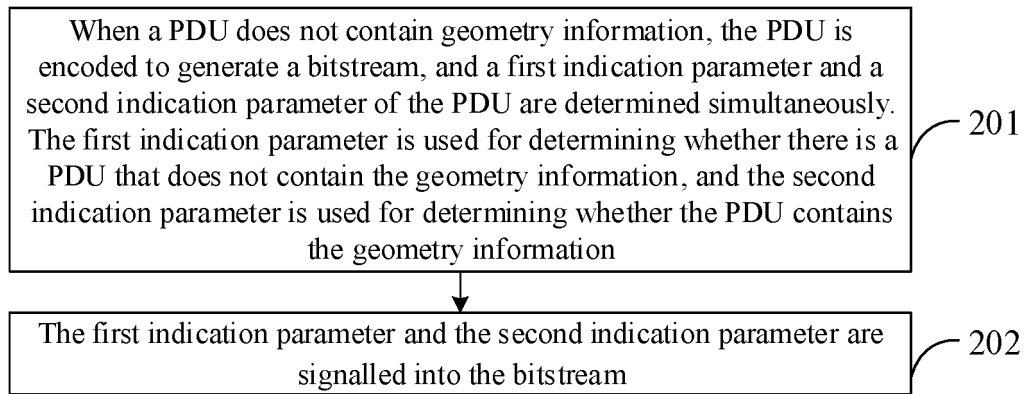 When a PDU does not contain geometry information, the PDU is
encoded to generate a bitstream, and a first indication parameter and a
second indication parameter of the PDU are determined simultaneously.
The first indication parameter is used for determining whether there is a
PDU that does not contain the geometry information, and the second
indication parameter is used for determining whether the PDU contains
the geometry information
201
The first indication parameter and the second indication parameter are
signalled into the bitstream
202